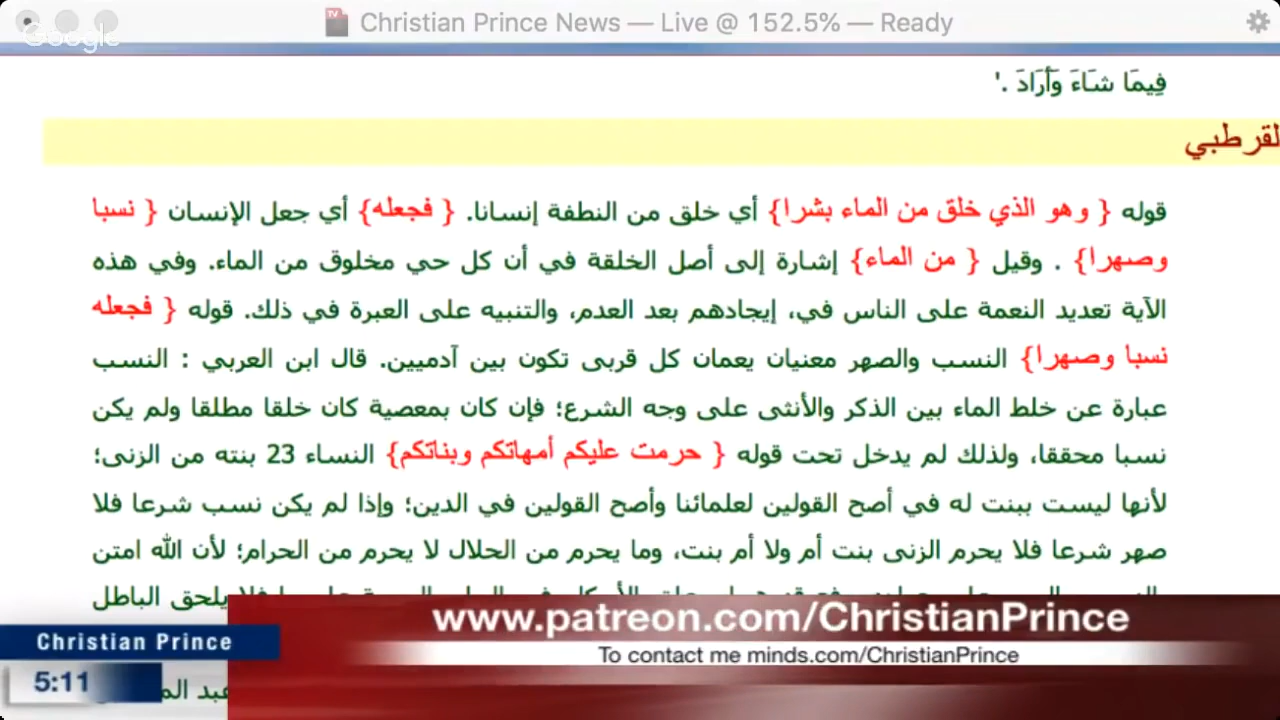 Christian Prince News — Live @ 152.5% — Ready
Google
فِيمَا شَاءَ وَأَرَادَ .'
لقرطبي
قوله { وهو الذي خلق من الماء بشرا} أي خلق من النطفة إنسانا. { فجعله} أي جعل الإنسان { نسبا
وصهرا} . وقيل { من الماء} إشارة إلى أصل الخلقة في أن كل حي مخلوق من الماء. وفي هذه
الآية تعديد النعمة على الناس في، إيجادهم بعد العدم، والتنبيه على العبرة في ذلك. قوله { فجعله
نسبا وصهرا} النسب والصهر معنيان يعمان كل قربى تكون بين آدميين. قال ابن العربي : النسب
عبارة عن خلط الماء بين الذكر والأنثى على وجه الشرع؛ فإن كان بمعصية كان خلقا مطلقا ولم يكن
نسبا محققا، ولذلك لم يدخل تحت قوله { حرمت عليكم أمهاتكم وبناتكم} النساء 23 بنته من الزنى؛
لأنها ليست ببنت له في أصح القولين لعلمائنا وأصح القولين في الدين؛ وإذا لم يكن نسب شرعا فلا
صهر شرعا فلا يحرم الزنى بنت أم ولا أم بنت، وما يحرم من الحلال لا يحرم من الحرام؛ لأن الله امتن
يلحق الباطل
www.patreon.com/ChristianPrince
Christian Prince
To contact me minds.com/ChristianPrince
5:11